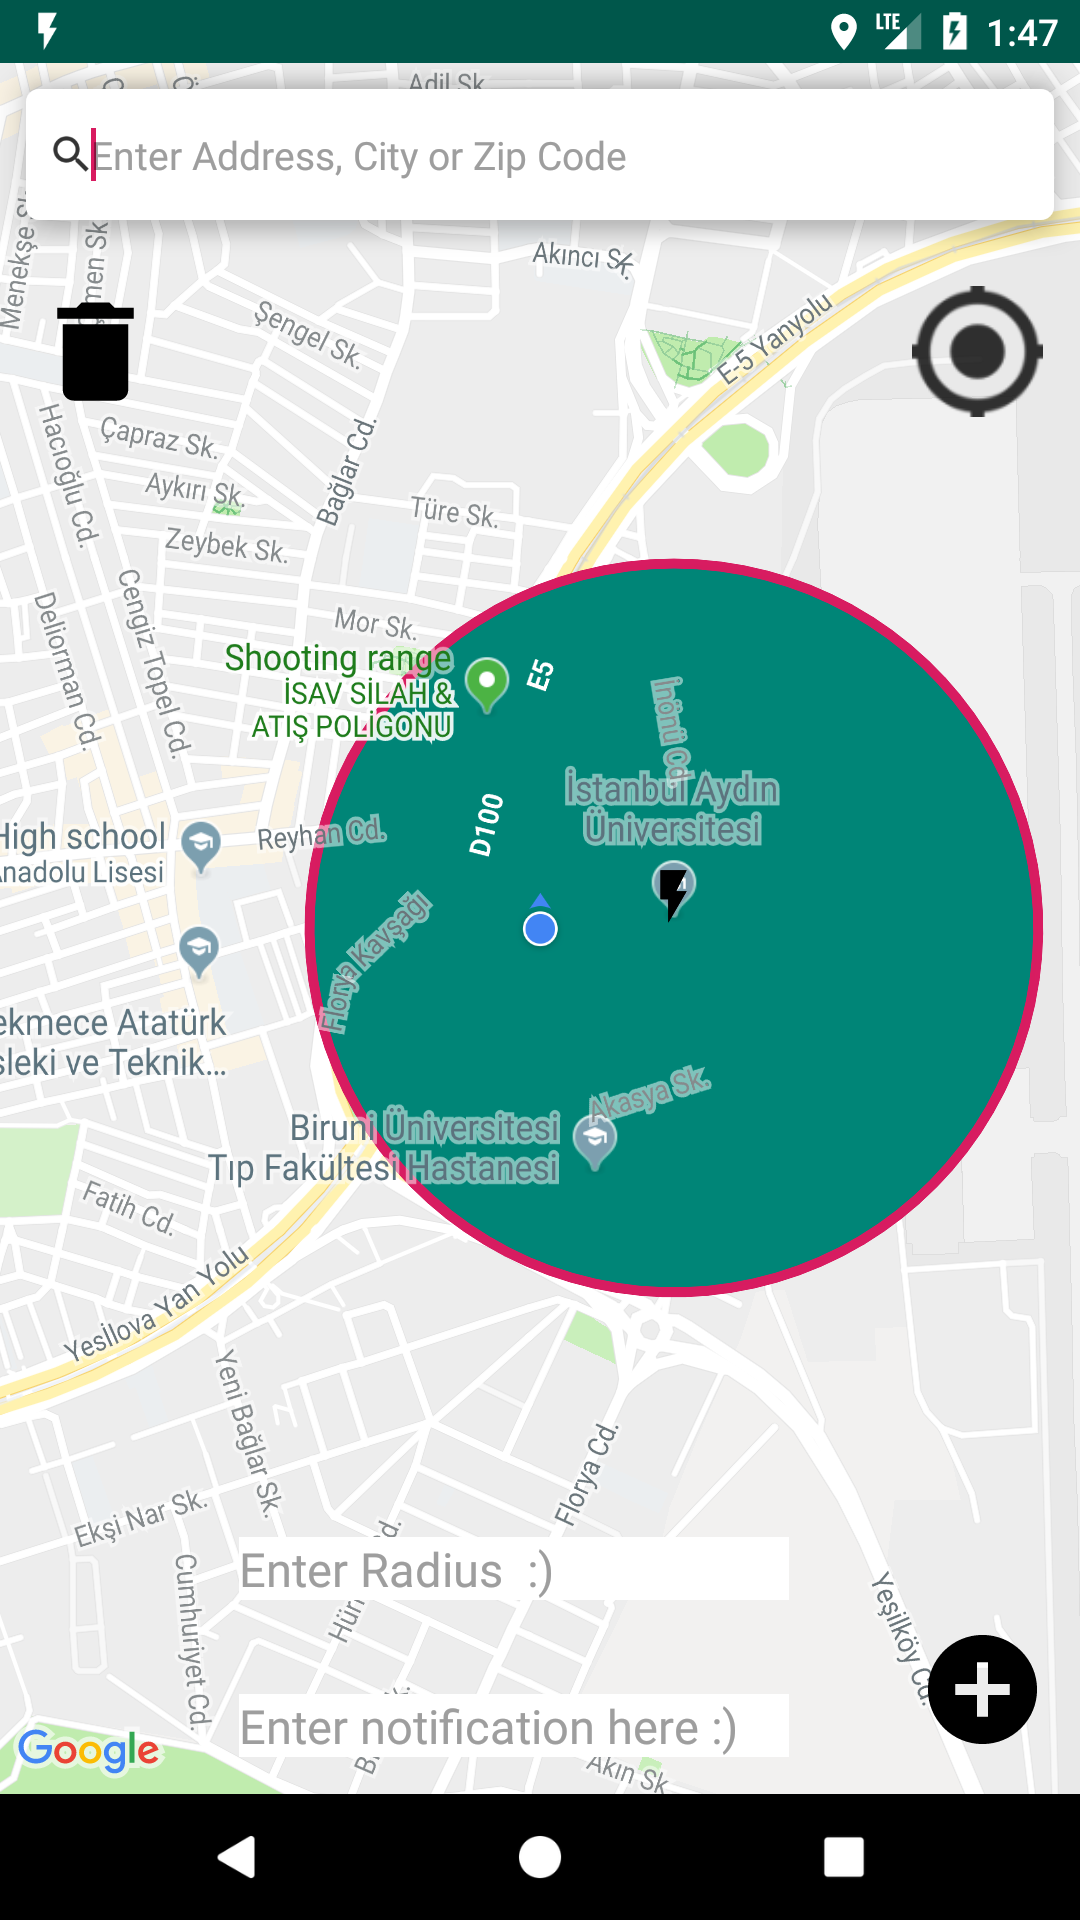 LTE 1:47
Adil Sk.
Enter Address, City or Zip Code
Menekşe Sk.
Akıncı Sk.
Şengel Sk.
E-5 Yanyolu
Hacıoğlu Cd.
Çapraz Sk.
Bağlar Cd.
Aykırı Sk.
Türe Sk.
Zeybek Sk.
Cengiz Topel Cd.
Deliorman Cd.
Mor Sk.
Shooting range
İSAV SİLAH &
ATIŞ POLİGONU
E5
İnönü Cd.
İstanbul Aydın
Üniversitesi
D100
High school
Anadolu Lisesi
Reyhan Cd.
Florya Kavşağı
ekmece Atatürk
sleki ve Teknik...
Akasya Sk.
Biruni Üniversitesi
Tıp Fakültesi Hastanesi
Fatih Cd.
Yeşilova Yan Yolu
Yeni Bağlar Sk.
Florya Cd.
Ekşi Nar Sk.
Cumhuriyet Cd.
Enter Radius :)
Yeşilköy Cd.
Enter notification here :)
Google
Akın Sk.